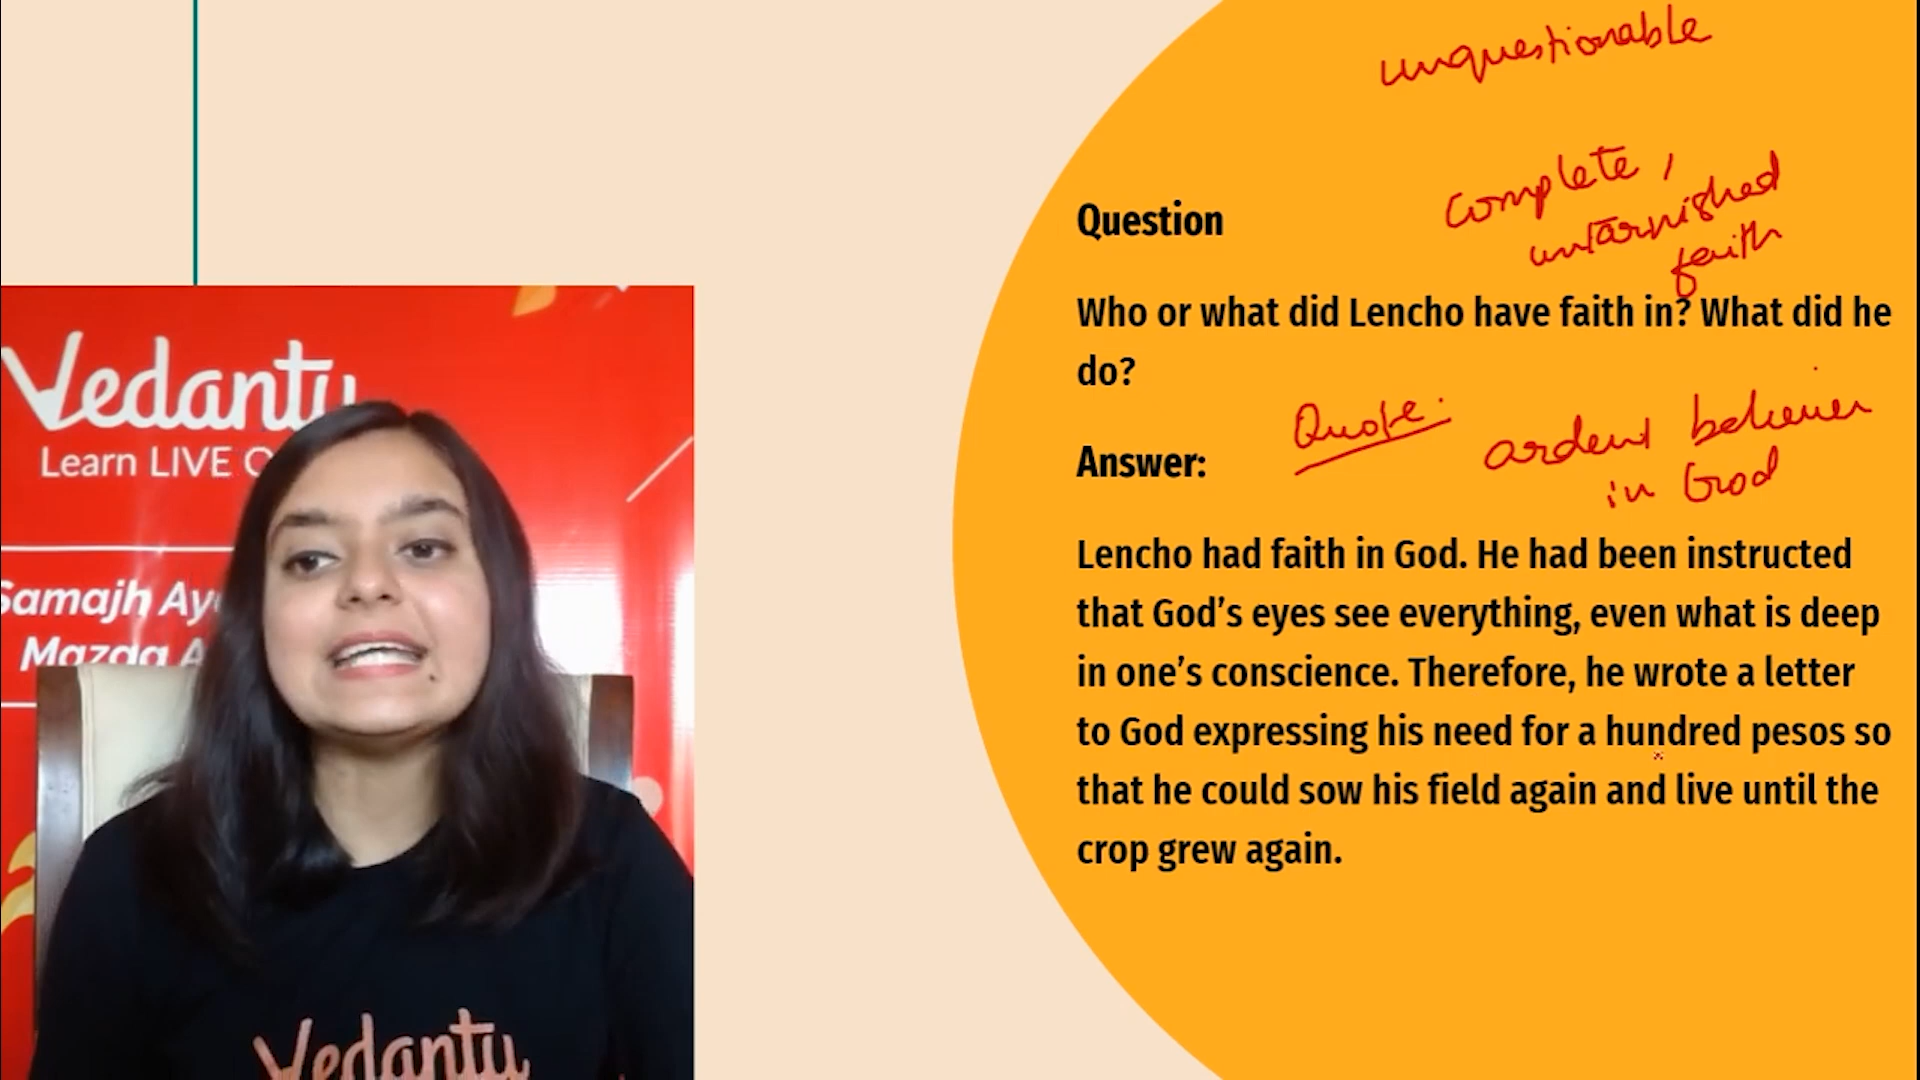 unquestionable
complete,
untarnished
faith
Question
Who or what did Lencho have faith in? What did he
do?
Quote.
ardent believer
in God
Answer:
Lencho had faith in God. He had been instructed
that God's eyes see everything, even what is deep
in one's conscience. Therefore, he wrote a letter
to God expressing his need for a hundred pesos so
that he could sow his field again and live until the
crop grew again.
Vedantu
Learn LIVE O
Samajh Ay
Mazaa A
Vedantu